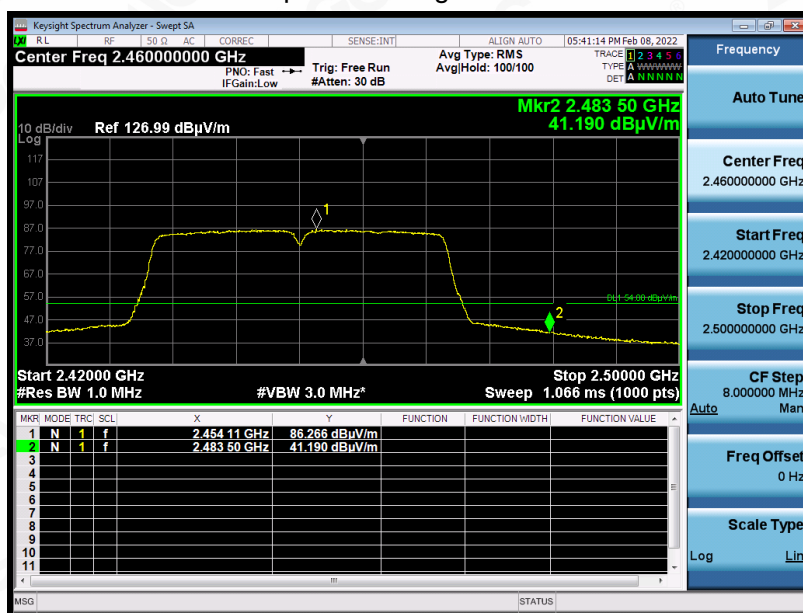 Keysight Spectrum Analyzer - Swept SA
LXI RL RF 50 Ω AC CORREC SENSE:INT ALIGN AUTO 05:41:14 PM Feb 08, 2022
Center Freq 2.460000000 GHz
PNO: Fast
IFGain:Low
Trig: Free Run
#Atten: 30 dB
Avg Type: RMS
Avg|Hold: 100/100
TRACE 1 2 3 4 5 6
TYPE A WWWWW
DET A N N N N N
Mkr2 2.483 50 GHz
41.190 dBµV/m
10 dB/div Ref 126.99 dBµV/m
Log
117
107
97.0
87.0
77.0
67.0
57.0
47.0
37.0
1
DL1 54.00 dBµV/m
2
Start 2.42000 GHz Stop 2.50000 GHz
#Res BW 1.0 MHz #VBW 3.0 MHz* Sweep 1.066 ms (1000 pts)
MKR MODE TRC SCL X Y FUNCTION FUNCTION WIDTH FUNCTION VALUE
1 N 1 f 2.454 11 GHz 86.266 dBµV/m
2 N 1 f 2.483 50 GHz 41.190 dBµV/m
3
4
5
6
7
8
9
10
11
MSG STATUS
Frequency
Auto Tune
Center Freq
2.460000000 GHz
Start Freq
2.420000000 GHz
Stop Freq
2.500000000 GHz
CF Step
8.000000 MHz
Auto Man
Freq Offset
0 Hz
Scale Type
Log Lin